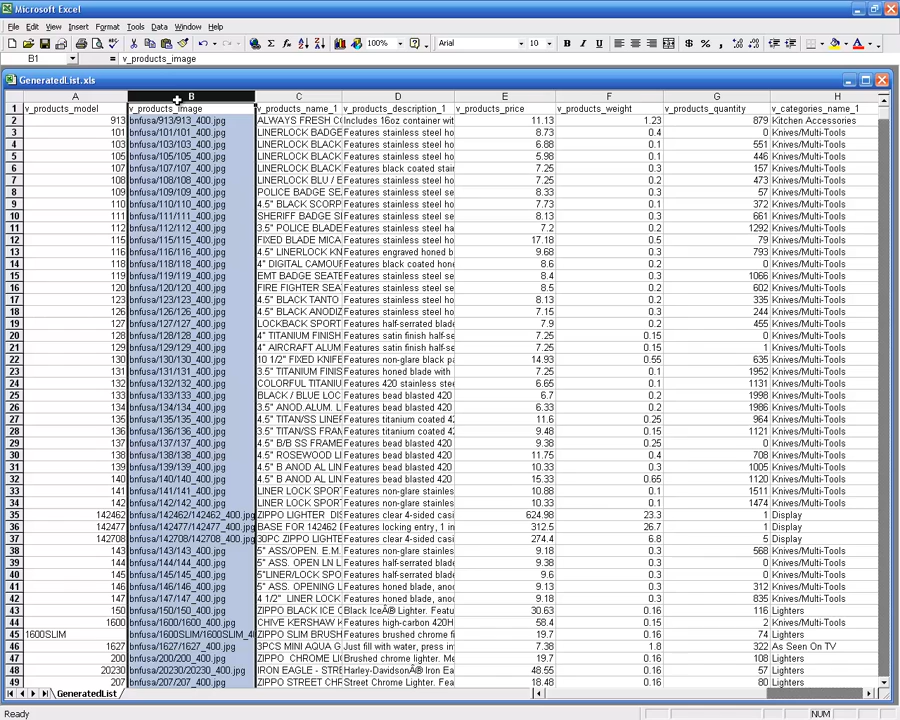 Microsoft Excel
File Edit View Insert Format Tools Data Window Help
100% Arial 10 B I U $ % ,
B1 = v_products_image
GeneratedList.xls
A B C D E F G H
1 v_products_model v_products_image v_products_name_1 v_products_description_1 v_products_price v_products_weight v_products_quantity v_categories_name_1
2 913 bnfusa/913/913_400.jpg ALWAYS FRESH CO Includes 16oz container wit 11.13 1.23 879 Kitchen Accessories
3 101 bnfusa/101/101_400.jpg LINERLOCK BADGE Features stainless steel ho 8.73 0.4 0 Knives/Multi-Tools
4 103 bnfusa/103/103_400.jpg LINERLOCK BLACK Features stainless steel ho 6.88 0.1 551 Knives/Multi-Tools
5 105 bnfusa/105/105_400.jpg LINERLOCK BLACK Features stainless steel ho 5.98 0.1 446 Knives/Multi-Tools
6 107 bnfusa/107/107_400.jpg LINERLOCK BLACK Features black coated stain 7.25 0.3 157 Knives/Multi-Tools
7 108 bnfusa/108/108_400.jpg LINERLOCK BLU / E Features stainless steel ho 7.25 0.2 473 Knives/Multi-Tools
8 109 bnfusa/109/109_400.jpg POLICE BADGE SE Features stainless steel se 8.33 0.3 57 Knives/Multi-Tools
9 110 bnfusa/110/110_400.jpg 4.5" BLACK SCORP Features stainless steel ho 7.73 0.1 372 Knives/Multi-Tools
10 111 bnfusa/111/111_400.jpg SHERIFF BADGE S Features stainless steel se 8.13 0.3 661 Knives/Multi-Tools
11 112 bnfusa/112/112_400.jpg 3.5" POLICE BLADE Features stainless steel ho 7.2 0.2 1292 Knives/Multi-Tools
12 115 bnfusa/115/115_400.jpg FIXED BLADE MICA Features stainless steel ho 17.18 0.5 79 Knives/Multi-Tools
13 116 bnfusa/116/116_400.jpg 4.5" LINERLOCK KN Features engraved honed b 9.68 0.3 793 Knives/Multi-Tools
14 118 bnfusa/118/118_400.jpg 4" DIGITAL CAMOUF Features black coated half- 8.6 0.2 0 Knives/Multi-Tools
15 119 bnfusa/119/119_400.jpg EMT BADGE SEATE Features stainless steel ho 8.4 0.3 1066 Knives/Multi-Tools
16 120 bnfusa/120/120_400.jpg FIRE FIGHTER SEA Features stainless steel ho 8.5 0.2 602 Knives/Multi-Tools
17 123 bnfusa/123/123_400.jpg 4.5" BLACK TANTO Features stainless steel ho 8.13 0.2 335 Knives/Multi-Tools
18 126 bnfusa/126/126_400.jpg 4.5" BLACK ANODIZ Features stainless steel ho 7.15 0.3 244 Knives/Multi-Tools
19 127 bnfusa/127/127_400.jpg LOCKBACK SPORT Features half-serrated blade 7.9 0.2 455 Knives/Multi-Tools
20 128 bnfusa/128/128_400.jpg 4" TITANIUM FINISH Features satin finish half-se 7.25 0.15 0 Knives/Multi-Tools
21 129 bnfusa/129/129_400.jpg 4" AIRCRAFT ALUM Features half-serrated blade 7.25 0.15 1 Knives/Multi-Tools
22 130 bnfusa/130/130_400.jpg 10 1/2" FIXED KNIFE Features non-glare black pa 14.93 0.55 635 Knives/Multi-Tools
23 131 bnfusa/131/131_400.jpg 3.5" TITANIUM FINIS Features honed blade with 7.25 0.1 1952 Knives/Multi-Tools
24 132 bnfusa/132/132_400.jpg COLORFUL TITANIU Features 420 stainless stee 6.65 0.1 1131 Knives/Multi-Tools
25 133 bnfusa/133/133_400.jpg BLACK / BLUE LOC Features bead blasted 420 6.7 0.2 1998 Knives/Multi-Tools
26 134 bnfusa/134/134_400.jpg 3.5" ANOD.ALUM. L Features bead blasted 420 6.33 0.2 1986 Knives/Multi-Tools
27 135 bnfusa/135/135_400.jpg 3.5" TITAN/SS LINEF Features titanium coated 42 11.6 0.25 964 Knives/Multi-Tools
28 136 bnfusa/136/136_400.jpg 4.5" TITAN/SS FRAM Features titanium coated 42 9.48 0.15 1121 Knives/Multi-Tools
29 137 bnfusa/137/137_400.jpg 4.5" B/B SS FRAME Features bead blasted 420 9.38 0.25 0 Knives/Multi-Tools
30 138 bnfusa/138/138_400.jpg 4.5" ROSEWOOD LI Features bead blasted 420 11.75 0.4 708 Knives/Multi-Tools
31 139 bnfusa/139/139_400.jpg 4.5" B ANOD AL LIN Features bead blasted 420 10.33 0.3 1005 Knives/Multi-Tools
32 140 bnfusa/140/140_400.jpg 4.5" B ANOD AL LIN Features bead blasted 420 15.33 0.65 1120 Knives/Multi-Tools
33 141 bnfusa/141/141_400.jpg LINER LOCK SPORT Features non-glare stainles 10.88 0.1 1511 Knives/Multi-Tools
34 142 bnfusa/142/142_400.jpg LINER LOCK SPORT Features non-glare stainles 10.33 0.1 1474 Knives/Multi-Tools
35 142462 bnfusa/142462/142462_400.jpg ZIPPO LIGHTER DIS Features clear 4-sided casi 624.98 23.3 1 Display
36 142477 bnfusa/142477/142477_400.jpg BASE FOR 142462 D Features locking entry, 1 in 312.5 26.7 1 Display
37 142708 bnfusa/142708/142708_400.jpg 30PC ZIPPO LIGHT Features clear 4-sided casi 274.4 6.8 5 Display
38 143 bnfusa/143/143_400.jpg 5" ASS/OPEN. E.M. Features non-glare stainles 9.18 0.3 568 Knives/Multi-Tools
39 144 bnfusa/144/144_400.jpg 5" ASS. OPEN LN L Features half-serrated blade 9.18 0.3 0 Knives/Multi-Tools
40 145 bnfusa/145/145_400.jpg 5"LINER/LOCK SPO Features half-serrated blade 9.6 0.3 0 Knives/Multi-Tools
41 146 bnfusa/146/146_400.jpg 5" ASS. OPENING L Features honed blade, anod 9.13 0.3 312 Knives/Multi-Tools
42 147 bnfusa/147/147_400.jpg 4 1/2" LINER LOCK Features honed blade, anod 9.18 0.3 835 Knives/Multi-Tools
43 150 bnfusa/150/150_400.jpg ZIPPO BLACK ICE C Black IceÂ® Lighter. Featu 30.63 0.16 116 Lighters
44 1600 bnfusa/1600/1600_400.jpg CHIVE KERSHAW K Features high-carbon 420H 58.4 0.15 2 Knives/Multi-Tools
45 1600SLIM bnfusa/1600SLIM/1600SLIM_40 ZIPPO SLIM BRUSH Features brushed chrome fi 19.7 0.16 74 Lighters
46 1627 bnfusa/1627/1627_400.jpg 3PCS MINI AQUA G Just fill with water, press in 7.38 1.8 322 As Seen On TV
47 200 bnfusa/200/200_400.jpg ZIPPO CHROME LIG Brushed chrome lighter. M 19.7 0.16 108 Lighters
48 20230 bnfusa/20230/20230_400.jpg IRON EAGLE - STR Harley-DavidsonÂ® Iron Ea 48.55 0.16 57 Lighters
49 207 bnfusa/207/207_400.jpg ZIPPO STREET CHR Street Chrome Lighter. Fea 19.7 0.16 80 Lighters
GeneratedList
Ready NUM